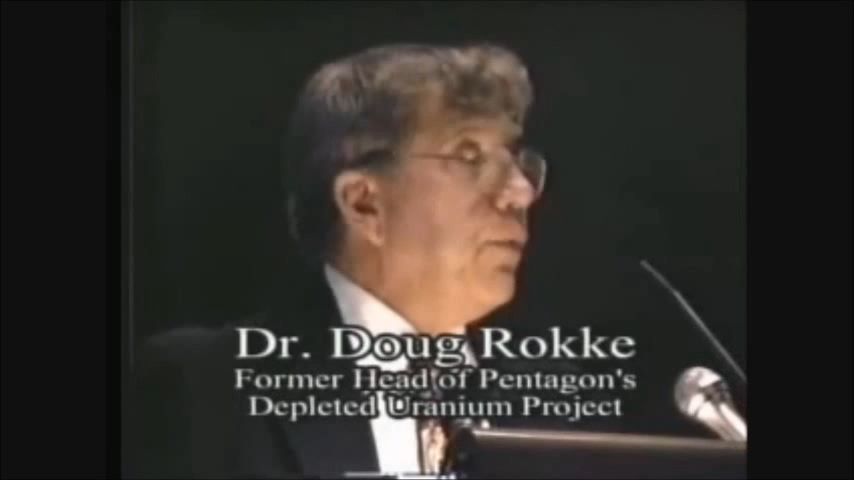 Dr. Doug Rokke
Former Head of Pentagon's
Depleted Uranium Project